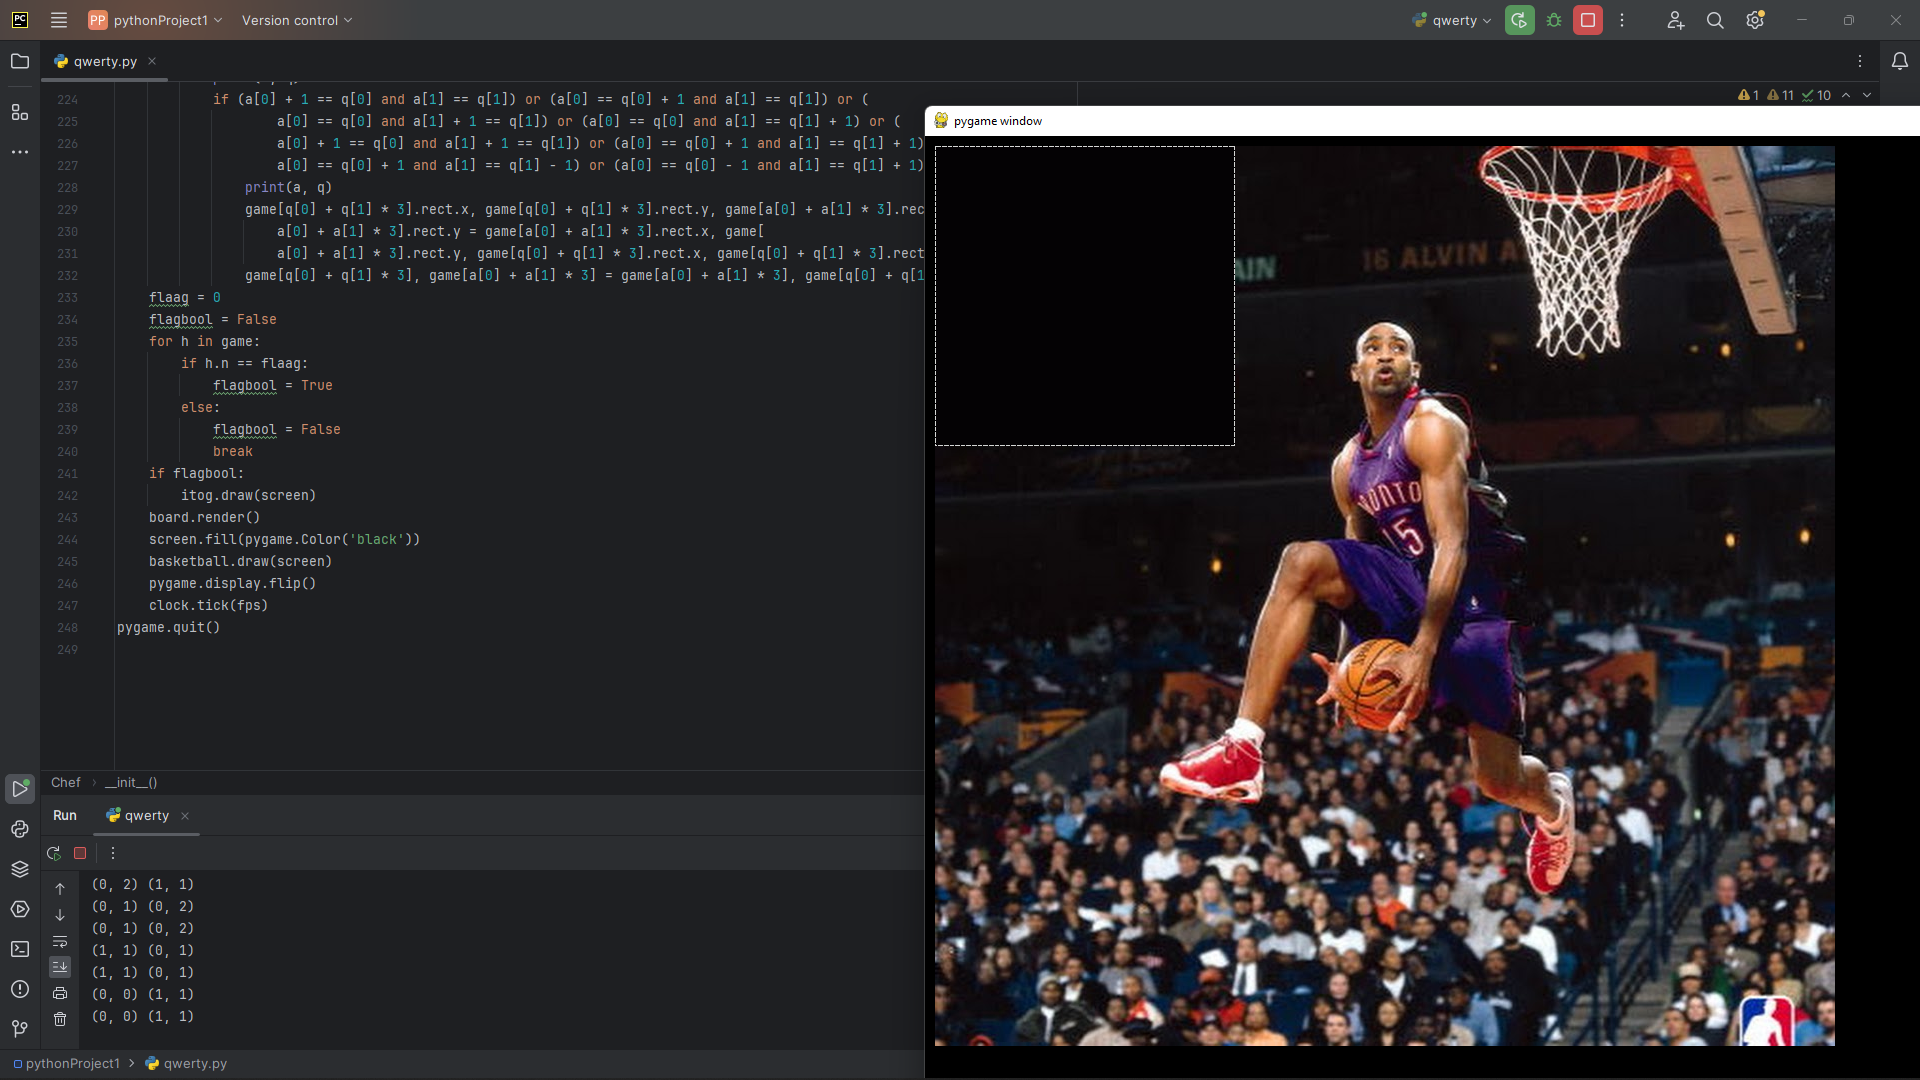 PC
PP pythonProject1
Version control
qwerty
qwerty.py
1 11 10
224 if (a[0] + 1 == q[0] and a[1] == q[1]) or (a[0] == q[0] + 1 and a[1] == q[1]) or (
225 a[0] == q[0] and a[1] + 1 == q[1]) or (a[0] == q[0] and a[1] == q[1] + 1) or (
226 a[0] + 1 == q[0] and a[1] + 1 == q[1]) or (a[0] == q[0] + 1 and a[1] == q[1] + 1)
227 a[0] == q[0] + 1 and a[1] == q[1] - 1) or (a[0] == q[0] - 1 and a[1] == q[1] + 1)
228 print(a, q)
229 game[q[0] + q[1] * 3].rect.x, game[q[0] + q[1] * 3].rect.y, game[a[0] + a[1] * 3].rec
230 a[0] + a[1] * 3].rect.y = game[a[0] + a[1] * 3].rect.x, game[
231 a[0] + a[1] * 3].rect.y, game[q[0] + q[1] * 3].rect.x, game[q[0] + q[1] * 3].rect
232 game[q[0] + q[1] * 3], game[a[0] + a[1] * 3] = game[a[0] + a[1] * 3], game[q[0] + q[1
233 flaag = 0
234 flagbool = False
235 for h in game:
236 if h.n == flaag:
237 flagbool = True
238 else:
239 flagbool = False
240 break
241 if flagbool:
242 itog.draw(screen)
243 board.render()
244 screen.fill(pygame.Color('black'))
245 basketball.draw(screen)
246 pygame.display.flip()
247 clock.tick(fps)
248 pygame.quit()
249
Chef > __init__()
Run qwerty
(0, 2) (1, 1)
(0, 1) (0, 2)
(0, 1) (0, 2)
(1, 1) (0, 1)
(1, 1) (0, 1)
(0, 0) (1, 1)
(0, 0) (1, 1)
pythonProject1 > qwerty.py
pygame window
AIN
16 ALVIN A
UNTO
15